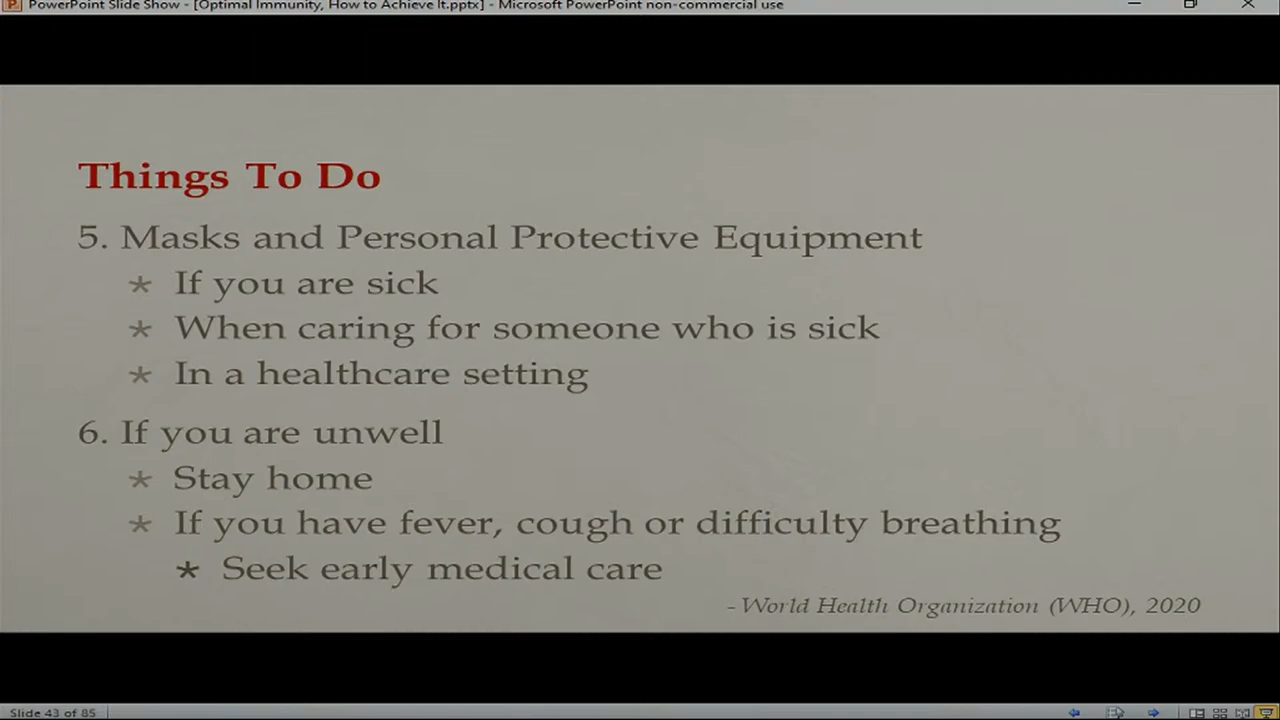 PowerPoint Slide Show - [Optimal Immunity, How to Achieve It.pptx] - Microsoft PowerPoint non-commercial use
Things To Do
5. Masks and Personal Protective Equipment
* If you are sick
* When caring for someone who is sick
* In a healthcare setting
6. If you are unwell
* Stay home
* If you have fever, cough or difficulty breathing
* Seek early medical care
- World Health Organization (WHO), 2020
Slide 43 of 85